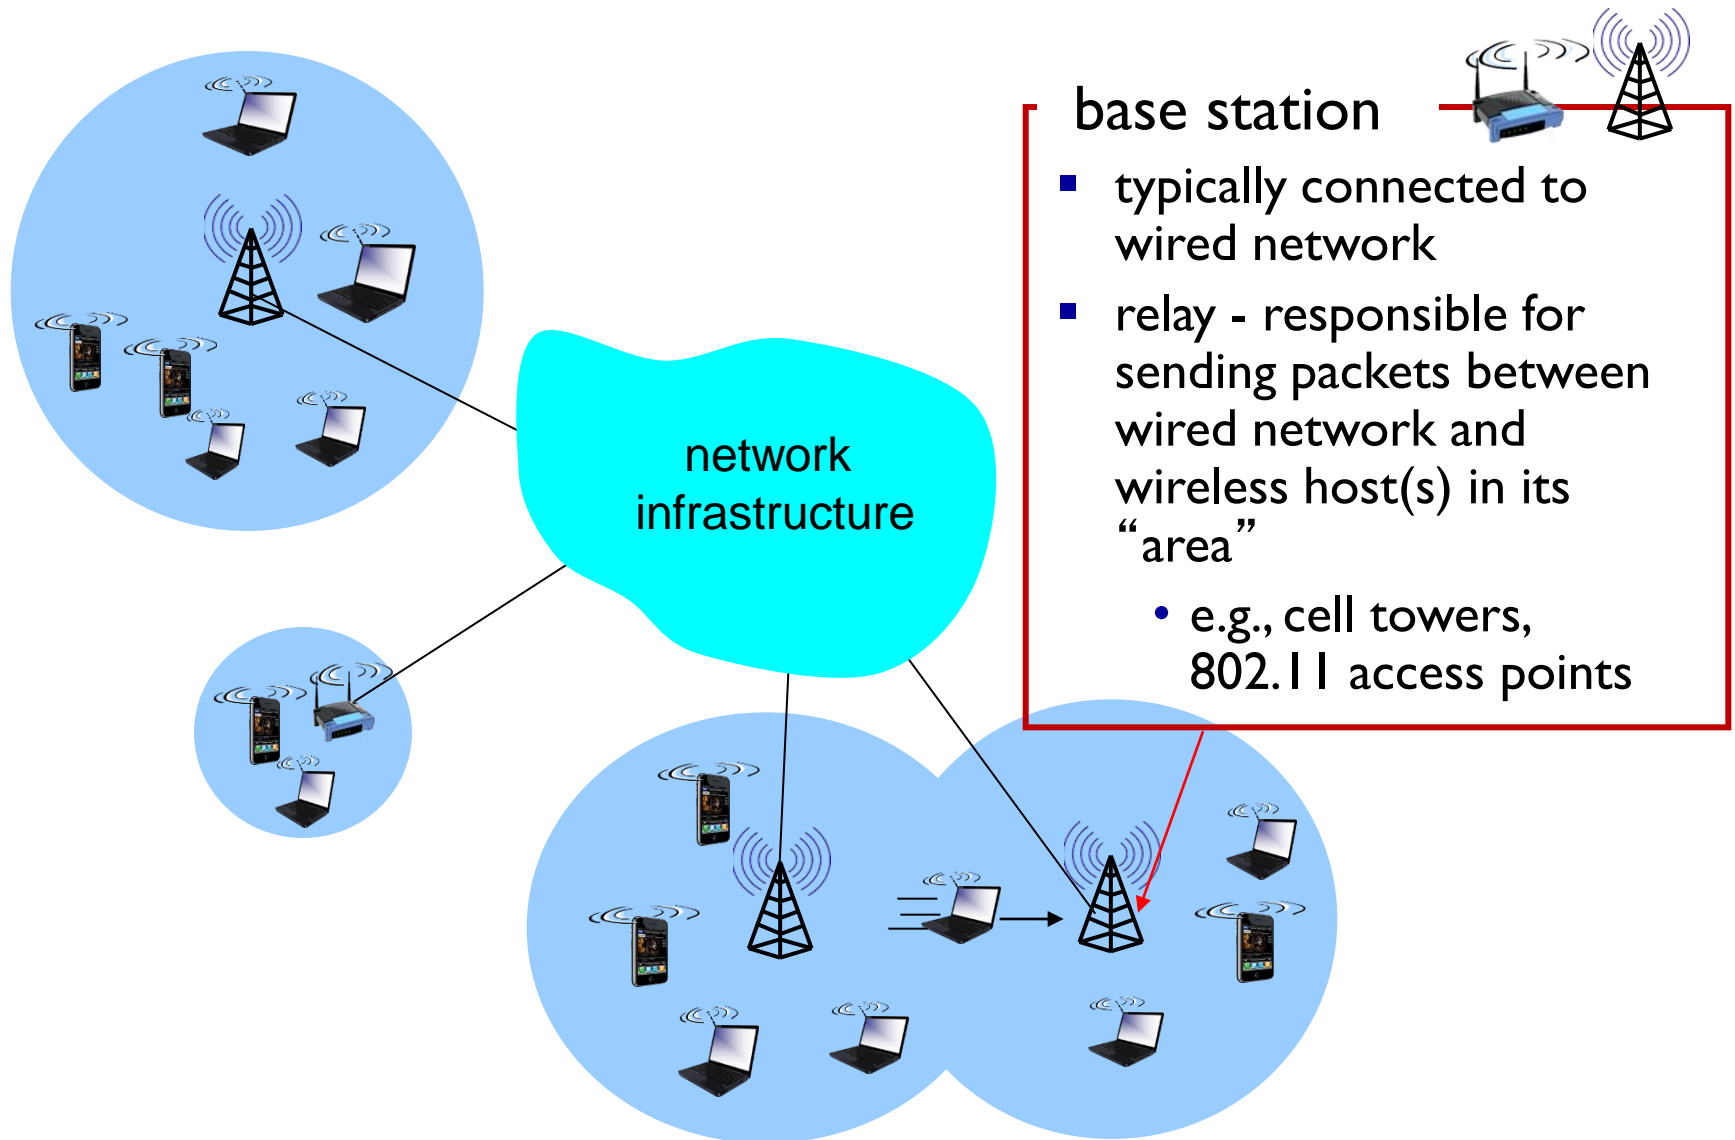 base station
typically connected to
wired network
relay - responsible for
sending packets between
wired network and
wireless host(s) in its
“area”
e.g., cell towers,
802.11 access points
network
infrastructure